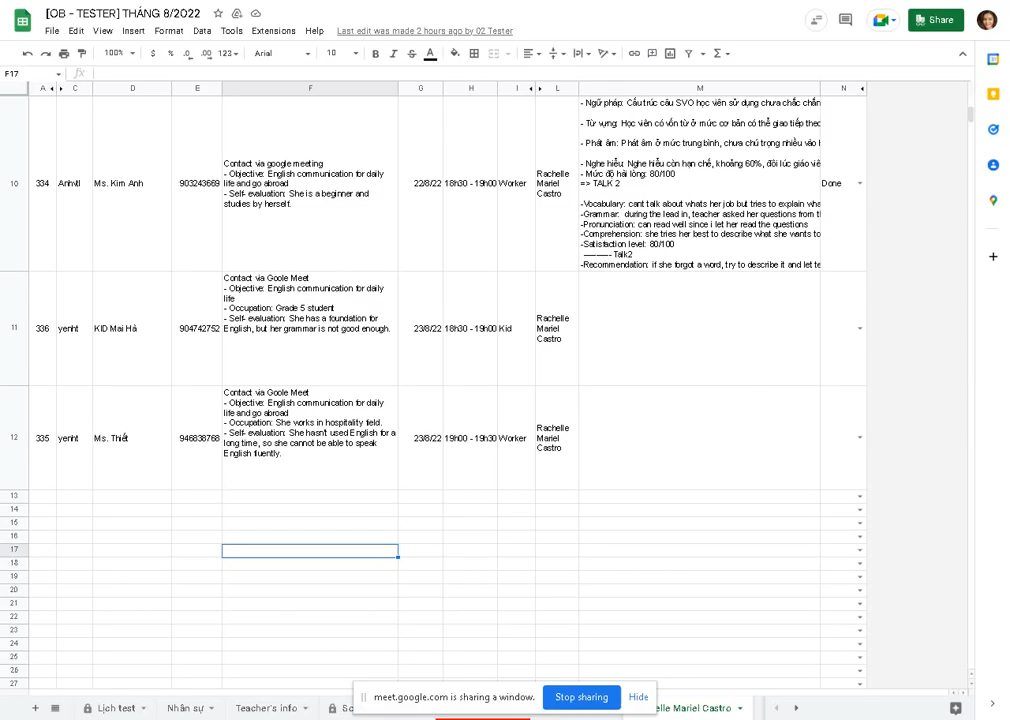 [OB - TESTER] THÁNG 8/2022
File Edit View Insert Format Data Tools Extensions Help Last edit was made 2 hours ago by 02 Tester
Share
100% $ % .0 .00 123 Arial 10 B I S A
F17 fx
A C D E F G H I L M N
10 334 Anhvtl Ms. Kim Anh 903243669
Contact via google meeting
- Objective: English communication for daily
life and go abroad
- Self- evaluation: She is a beginner and
studies by herself.
22/8/22 18h30 - 19h00 Worker
Rachelle
Mariel
Castro
- Ngữ pháp: Cấu trúc câu SVO học viên sử dụng chưa chắc chắn
- Từ vựng: Học viên có vốn từ ở mức cơ bản có thể giao tiếp theo
- Phát âm: Phát âm ở mức trung bình, chưa chú trọng nhiều vào
- Nghe hiểu: Nghe hiểu còn hạn chế, khoảng 60%, đôi lúc giáo viê
- Mức độ hài lòng: 80/100
=> TALK 2
-Vocabulary: cant talk about whats her job but tries to explain wha
-Grammar: during the lead in, teacher asked her questions from t
-Pronunciation: can read well since i let her read the questions
-Comprehension: she tries her best to describe what she wants to
-Satisfaction level: 80/100
---------- Talk2
-Recommendation: if she forgot a word, try to describe it and let te
Done
11 336 yenht KID Mai Hà 904742752
Contact via Goole Meet
- Objective: English communication for daily
life
- Occupation: Grade 5 student
- Self- evaluation: She has a foundation for
English, but her grammar is not good enough.
23/8/22 18h30 - 19h00 Kid
Rachelle
Mariel
Castro
12 335 yenht Ms. Thiết 946838768
Contact via Goole Meet
- Objective: English communication for daily
life and go abroad
- Occupation: She works in hospitality field.
- Self- evaluation: She hasn't used English for a
long time, so she cannot be able to speak
English fluently.
23/8/22 19h00 - 19h30 Worker
Rachelle
Mariel
Castro
13
14
15
16
17
18
19
20
21
22
23
24
25
26
27
meet.google.com is sharing a window. Stop sharing Hide
Lịch test Nhân sự Teacher's info Sc elle Mariel Castro